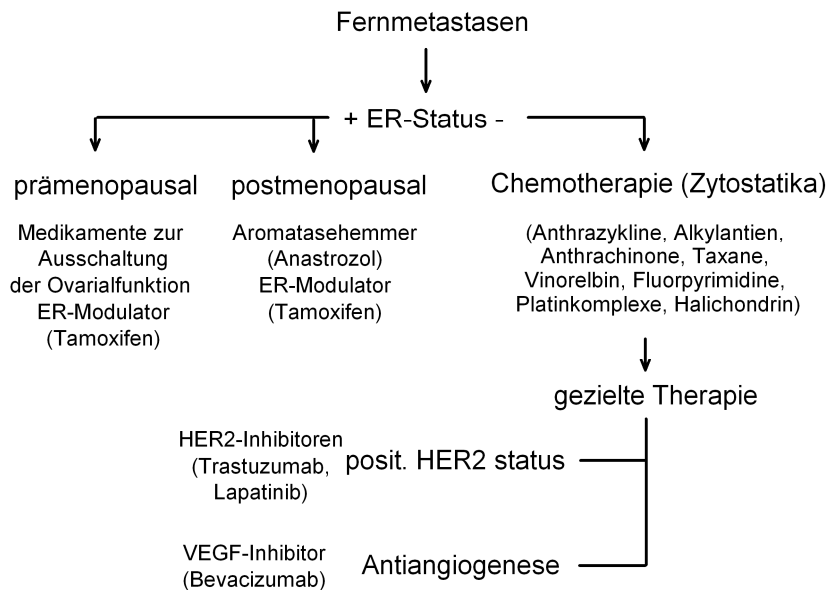 Fernmetastasen
+ ER-Status -
prämenopausal
Medikamente zur
Ausschaltung
der Ovarialfunktion
ER-Modulator
(Tamoxifen)
postmenopausal
Aromatasehemmer
(Anastrozol)
ER-Modulator
(Tamoxifen)
Chemotherapie (Zytostatika)
(Anthrazykline, Alkylantien,
Anthrachinone, Taxane,
Vinorelbin, Fluorpyrimidine,
Platinkomplexe, Halichondrin)
gezielte Therapie
HER2-Inhibitoren
(Trastuzumab,
Lapatinib)
posit. HER2 status
VEGF-Inhibitor
(Bevacizumab)
Antiangiogenese